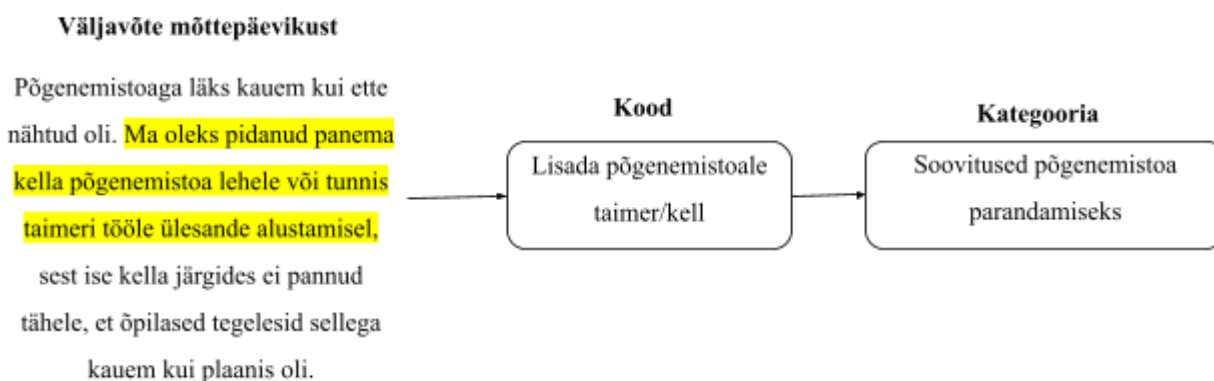 Väljavõte mõttepäevikust
Põgenemistoaga läks kauem kui ette
nähtud oli. Ma oleks pidanud panema
kella põgenemistoa lehele või tunnis
taimeri tööle ülesande alustamisel,
sest ise kella järgides ei pannud
tähele, et õpilased tegelesid sellega
kauem kui plaanis oli.
Kood
Lisada põgenemistoale
taimer/kell
Kategooria
Soovitused põgenemistoa
parandamiseks